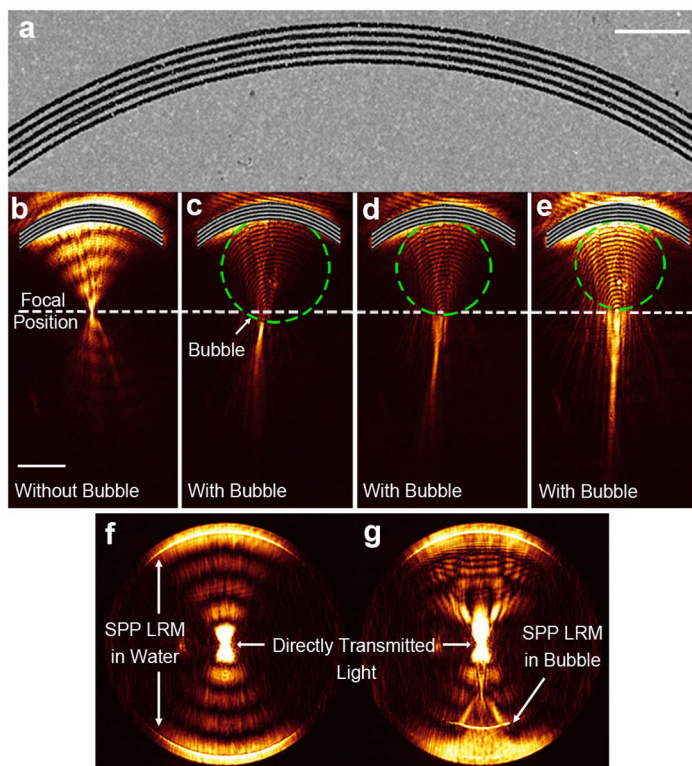 a
b
c
d
e
Focal
Position
Bubble
Without Bubble
With Bubble
With Bubble
With Bubble
f
g
SPP LRM
in Water
Directly Transmitted
Light
SPP LRM
in Bubble